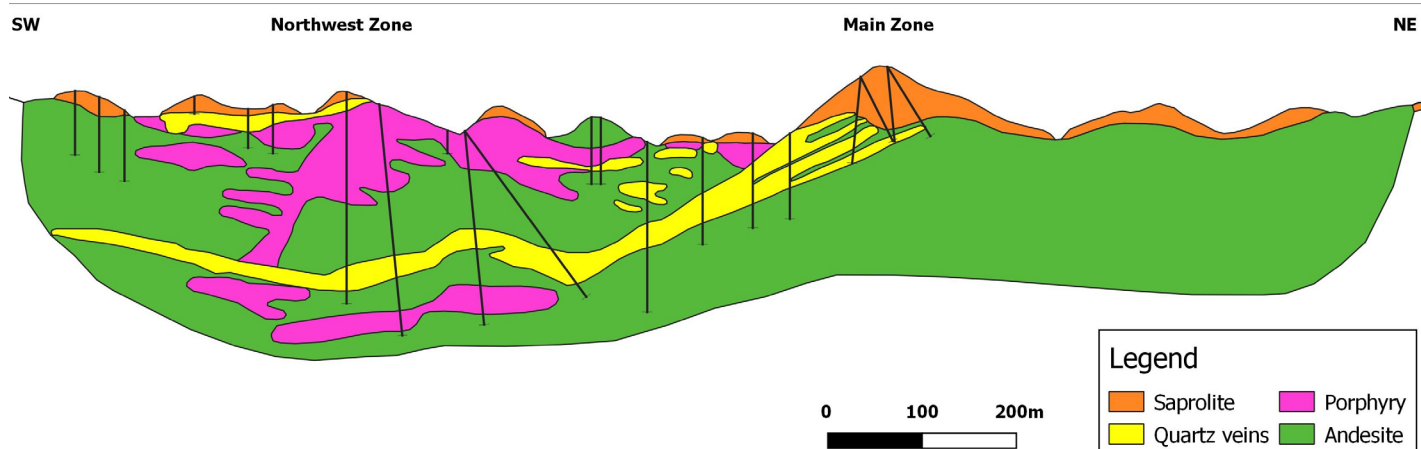 SW Northwest Zone Main Zone NE
0 100 200m
Legend
Saprolite Porphyry
Quartz veins Andesite